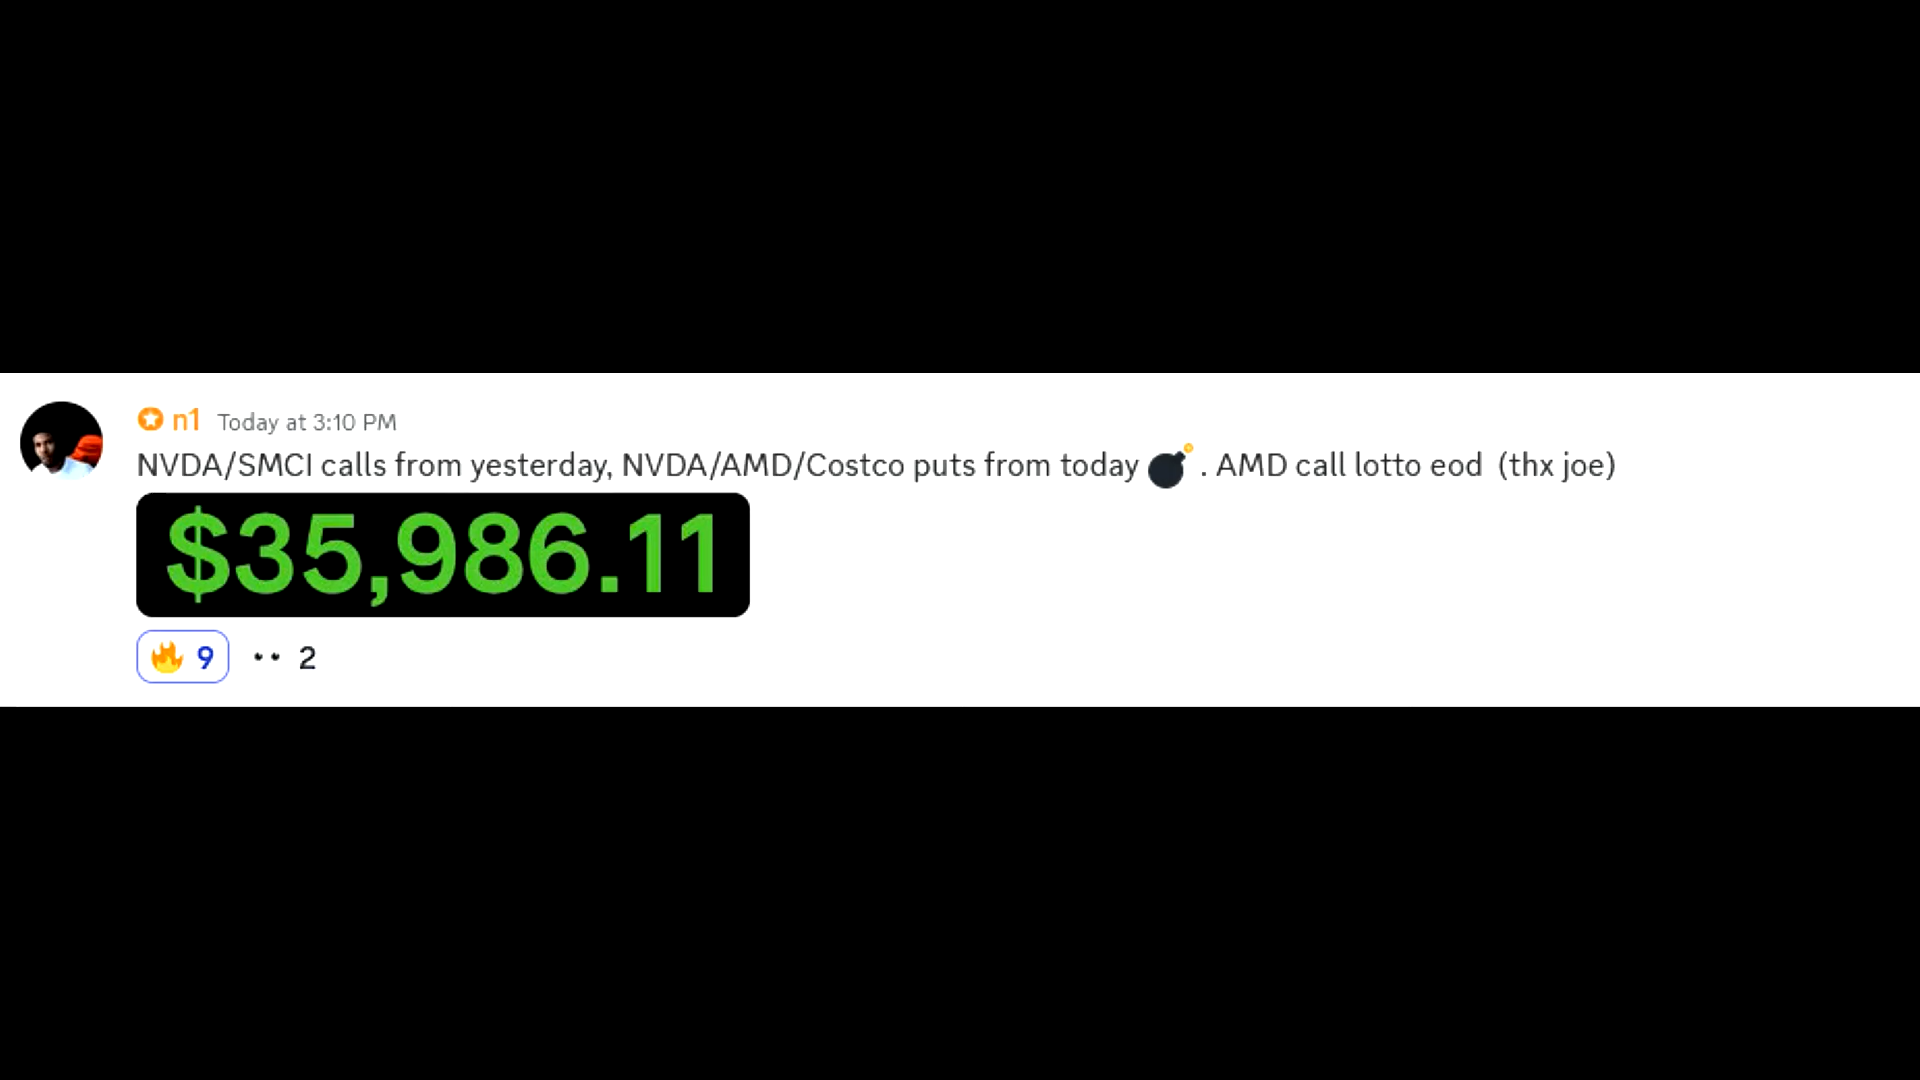 n1 Today at 3:10 PM
NVDA/SMCI calls from yesterday, NVDA/AMD/Costco puts from today 💣 . AMD call lotto eod (thx joe)
$35,986.11
🔥 9 👀 2